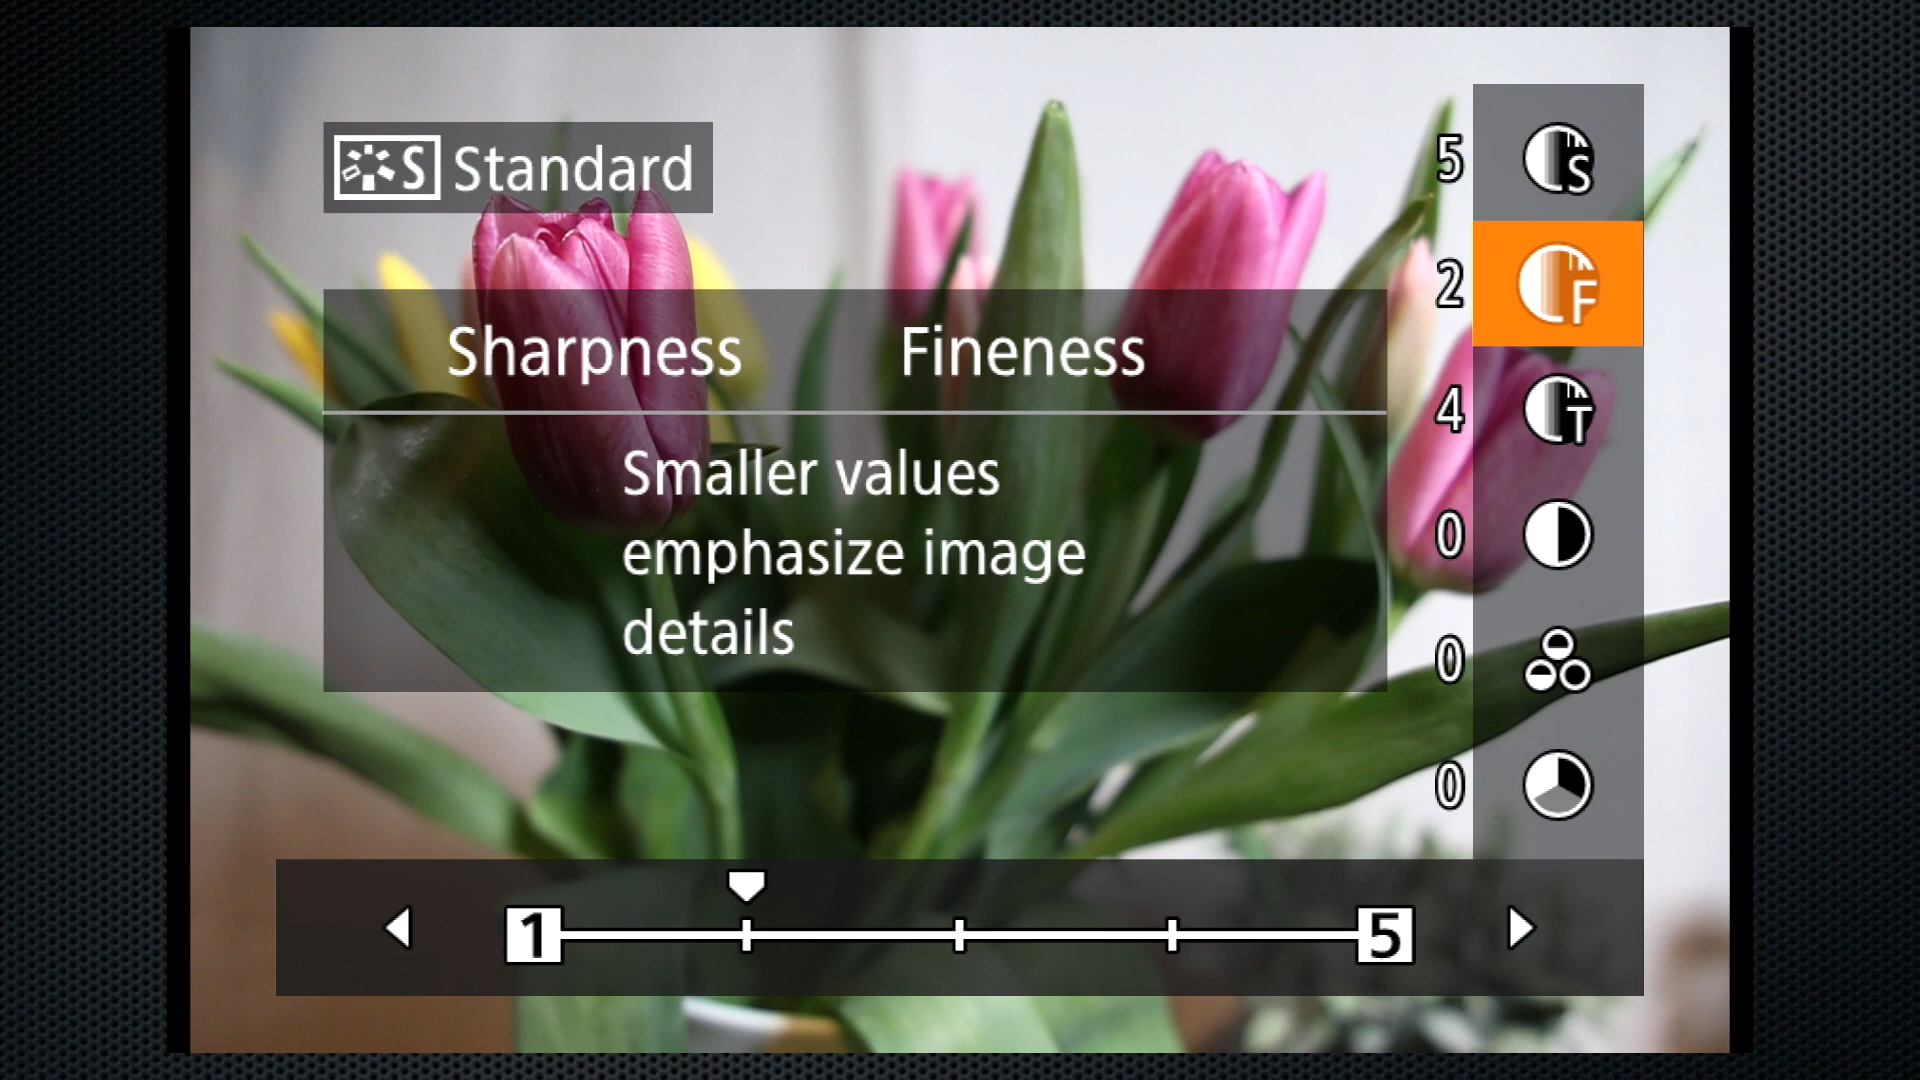 S Standard
Sharpness Fineness
Smaller values
emphasize image
details
5 S
2 F
4 T
0
0
0
1 5